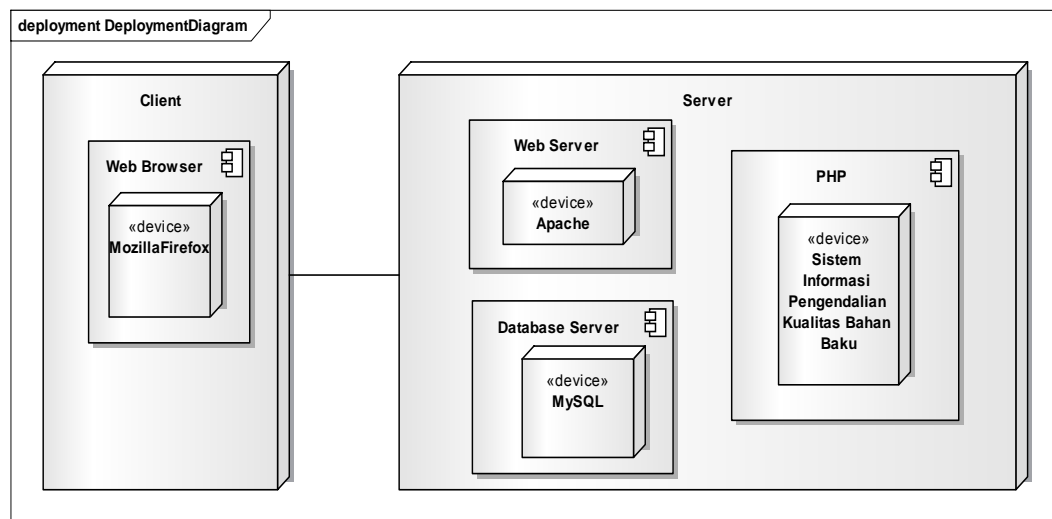 deployment DeploymentDiagram
Client
Web Browser
«device»
MozillaFirefox
Server
Web Server
«device»
Apache
Database Server
«device»
MySQL
PHP
«device»
Sistem
Informasi
Pengendalian
Kualitas Bahan
Baku